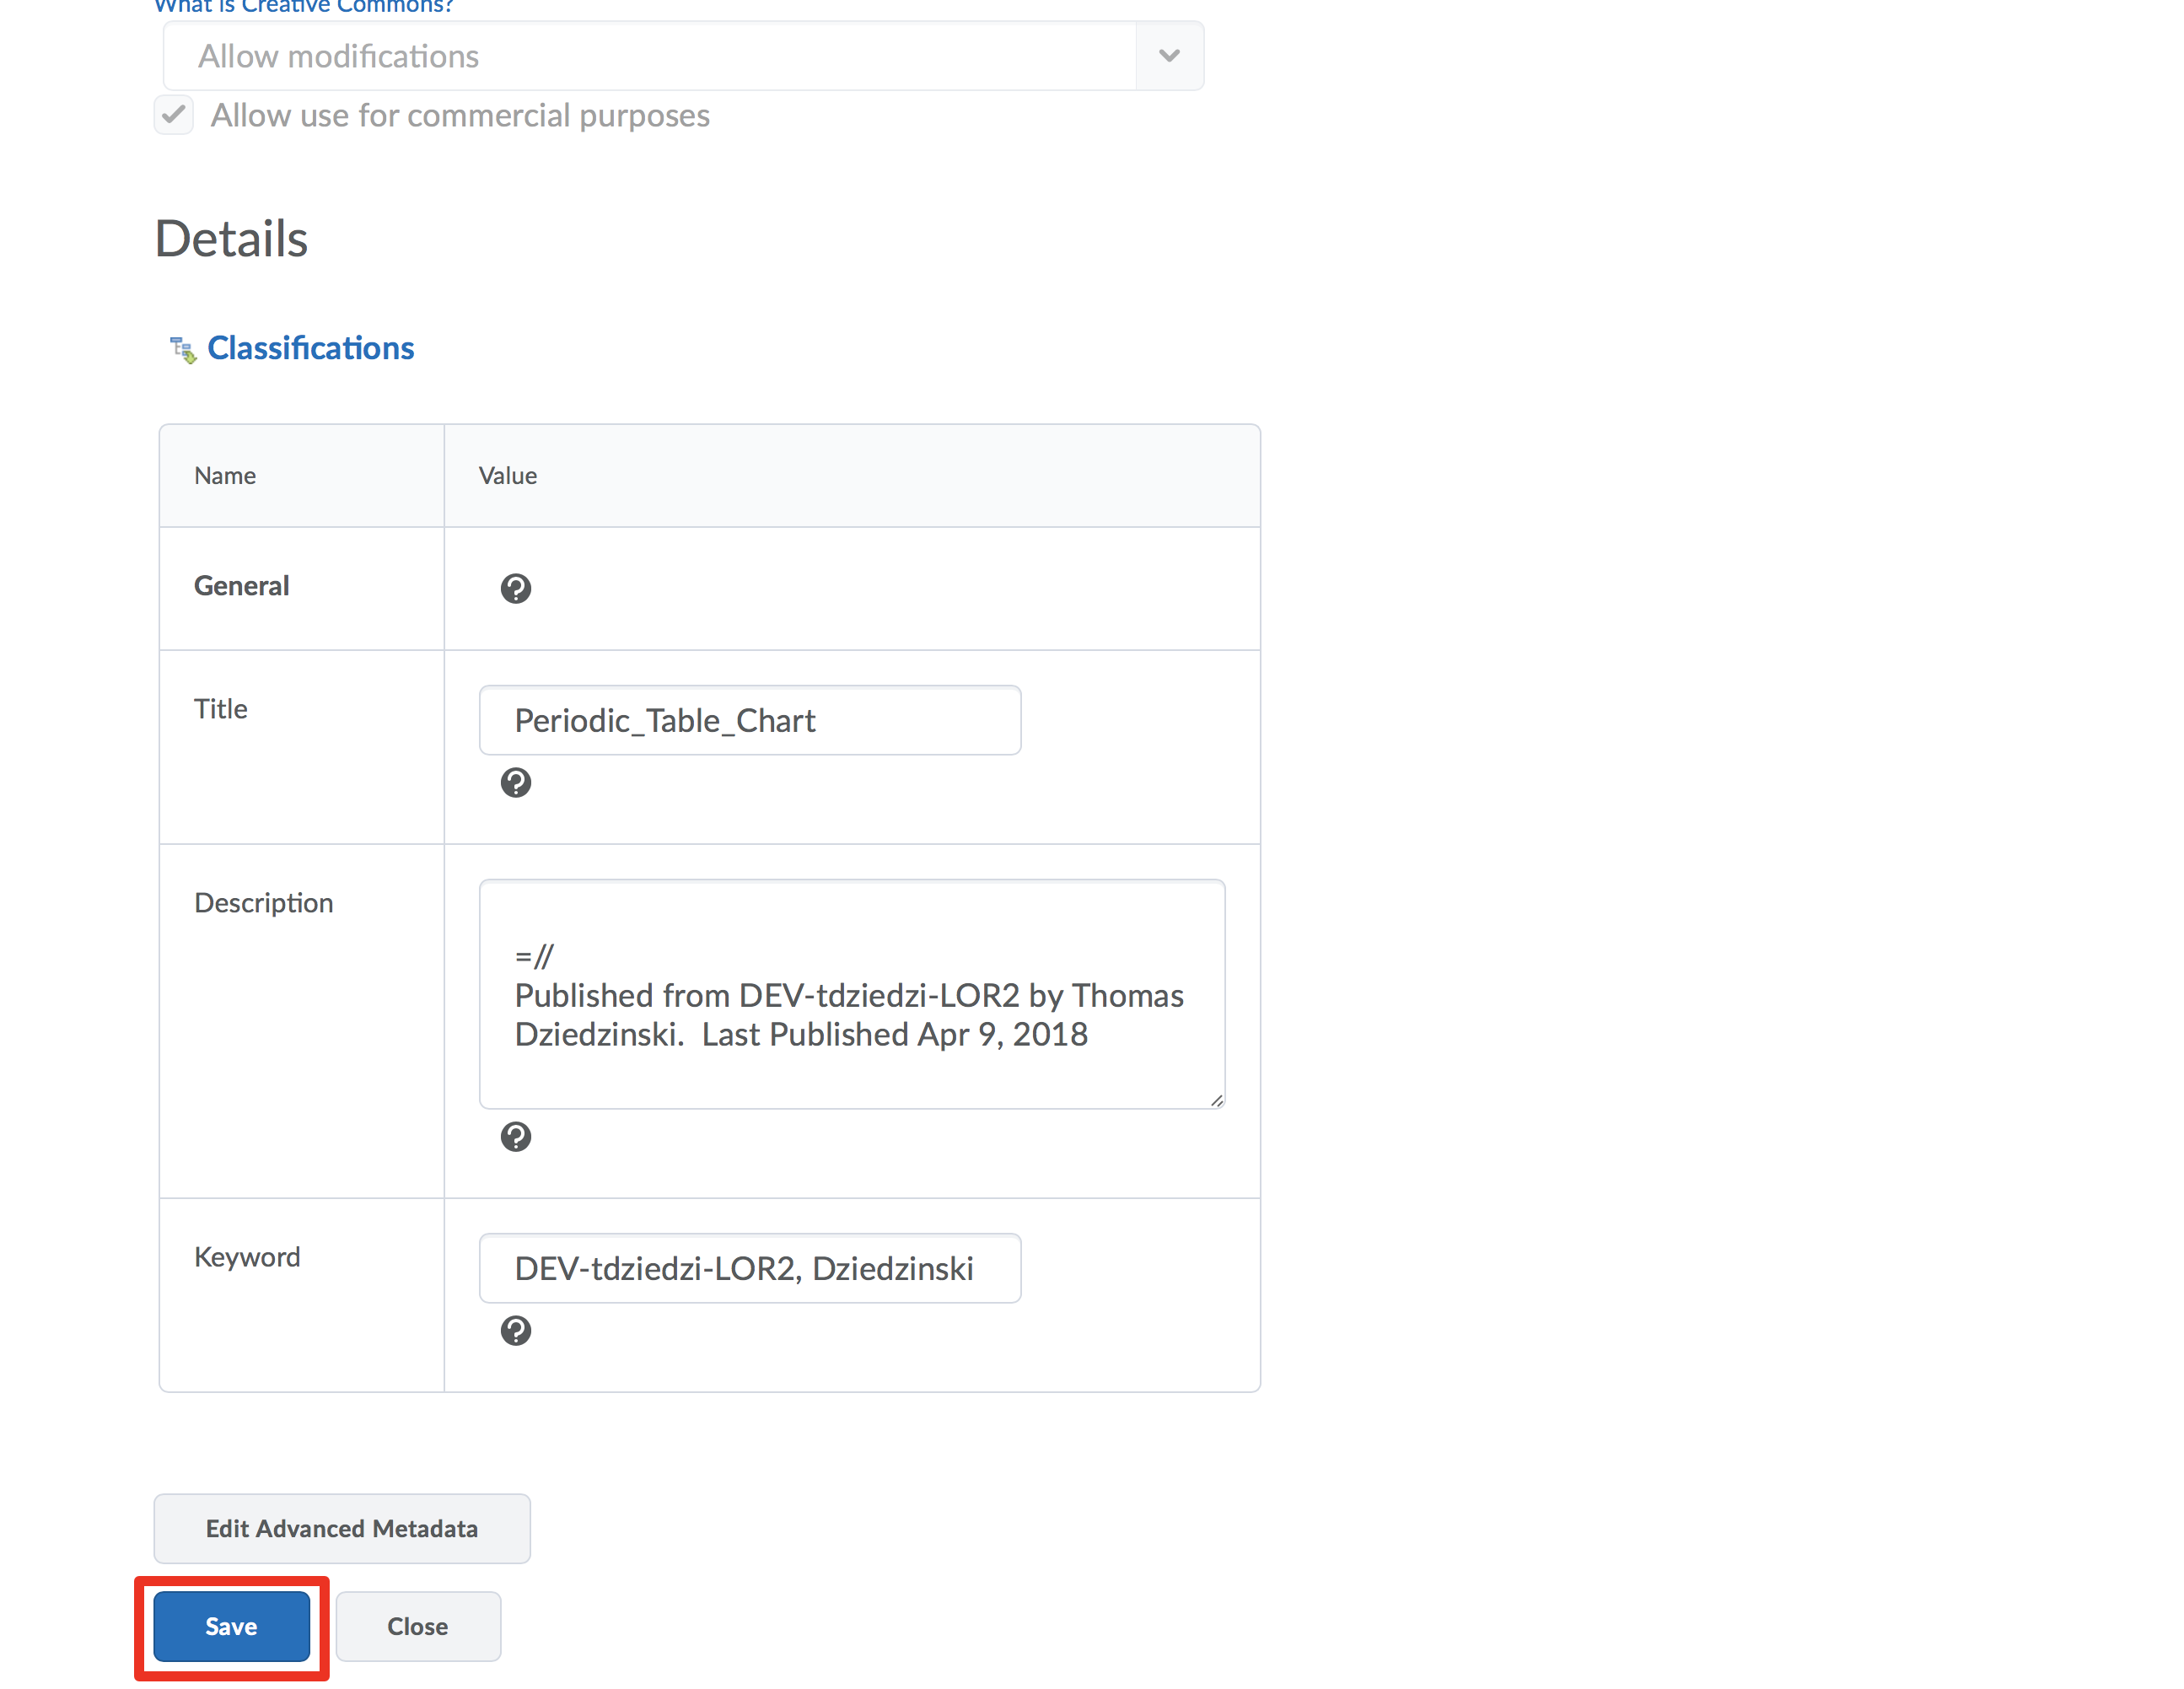 What is Creative Commons?
Allow modifications
Allow use for commercial purposes
Details
Classifications
Name
Value
General
Title
Periodic_Table_Chart
Description
=//
Published from DEV-tdziedzi-LOR2 by Thomas
Dziedzinski.  Last Published Apr 9, 2018
Keyword
DEV-tdziedzi-LOR2, Dziedzinski
Edit Advanced Metadata
Save
Close